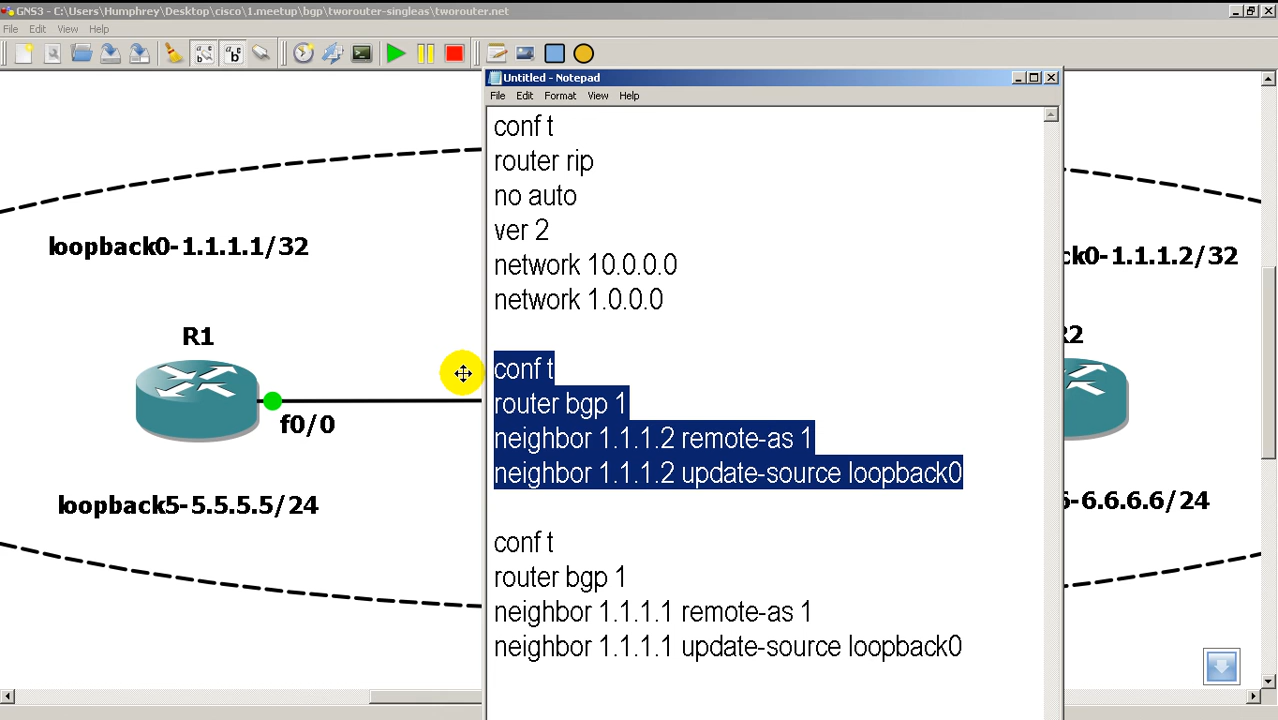 GNS3 - C:\Users\Humphrey\Desktop\cisco\1.meetup\bgp\tworouter-singleas\tworouter.net
File Edit View Help
Untitled - Notepad
File Edit Format View Help
conf t
router rip
no auto
ver 2
network 10.0.0.0
network 1.0.0.0
conf t
router bgp 1
neighbor 1.1.1.2 remote-as 1
neighbor 1.1.1.2 update-source loopback0
conf t
router bgp 1
neighbor 1.1.1.1 remote-as 1
neighbor 1.1.1.1 update-source loopback0
loopback0-1.1.1.1/32
R1
f0/0
loopback5-5.5.5.5/24
ck0-1.1.1.2/32
R2
-6.6.6.6/24